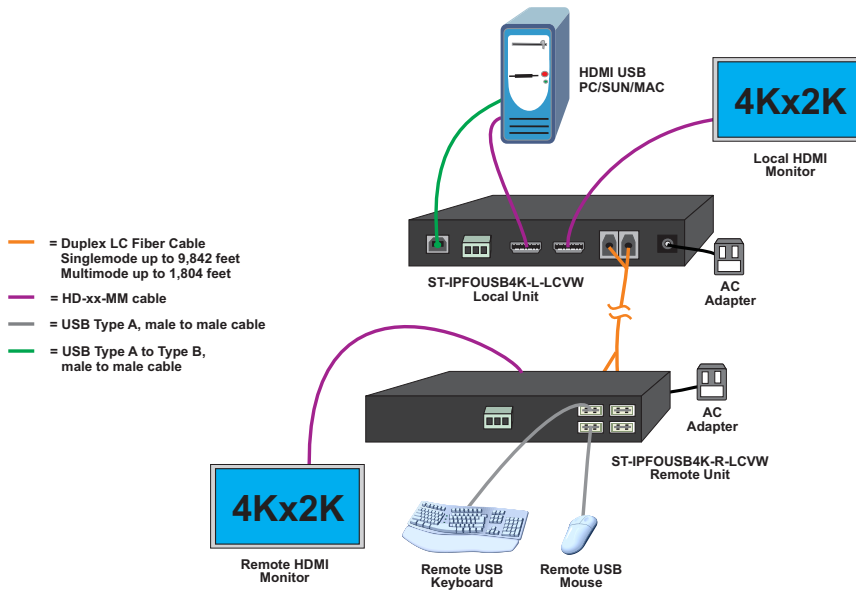 HDMI USB
PC/SUN/MAC
4Kx2K
Local HDMI
Monitor
= Duplex LC Fiber Cable
Singlemode up to 9,842 feet
Multimode up to 1,804 feet
= HD-xx-MM cable
= USB Type A, male to male cable
= USB Type A to Type B,
male to male cable
ST-IPFOUSB4K-L-LCVW
Local Unit
AC
Adapter
AC
Adapter
ST-IPFOUSB4K-R-LCVW
Remote Unit
4Kx2K
Remote HDMI
Monitor
Remote USB
Keyboard
Remote USB
Mouse